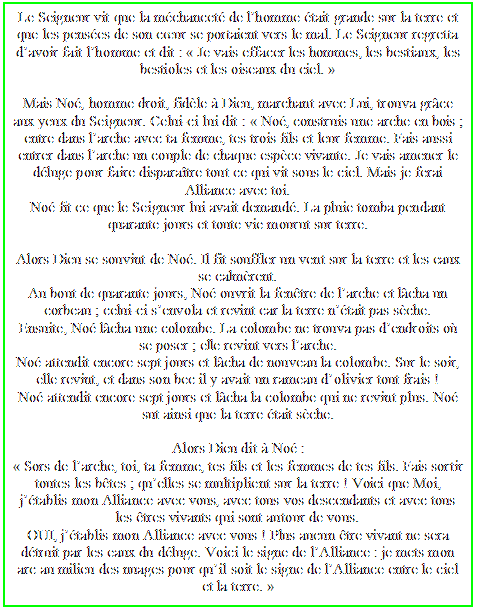 Le Seigneur vit que la méchanceté de l'homme était grande sur la terre et
que les pensées de son cœur se portaient vers le mal. Le Seigneur regretta
d'avoir fait l'homme et dit : « Je vais effacer les hommes, les bestiaux, les
bestioles et les oiseaux du ciel. »
Mais Noé, homme droit, fidèle à Dieu, marchant avec Lui, trouva grâce
aux yeux du Seigneur. Celui-ci lui dit : « Noé, construis une arche en bois ;
entre dans l'arche avec ta femme, tes trois fils et leur femme. Fais aussi
entrer dans l'arche un couple de chaque espèce vivante. Je vais amener le
déluge pour faire disparaître tout ce qui vit sous le ciel. Mais je ferai
Alliance avec toi.
Noé fit ce que le Seigneur lui avait demandé. La pluie tomba pendant
quarante jours et toute vie mourut sur terre.
Alors Dieu se souvint de Noé. Il fit souffler un vent sur la terre et les eaux
se calmèrent.
Au bout de quarante jours, Noé ouvrit la fenêtre de l'arche et lâcha un
corbeau ; celui-ci s'envola et revint car la terre n'était pas sèche.
Ensuite, Noé lâcha une colombe. La colombe ne trouva pas d'endroits où
se poser ; elle revint vers l'arche.
Noé attendit encore sept jours et lâcha de nouveau la colombe. Sur le soir,
elle revint, et dans son bec il y avait un rameau d'olivier tout frais !
Noé attendit encore sept jours et lâcha la colombe qui ne revint plus. Noé
sut ainsi que la terre était sèche.
Alors Dieu dit à Noé :
« Sors de l'arche, toi, ta femme, tes fils et les femmes de tes fils. Fais sortir
toutes les bêtes ; qu'elles se multiplient sur la terre ! Voici que Moi,
j'établis mon Alliance avec vous, avec tous vos descendants et avec tous
les êtres vivants qui sont autour de vous.
OUI, j'établis mon Alliance avec vous ! Plus aucun être vivant ne sera
détruit par les eaux du déluge. Voici le signe de l'Alliance : je mets mon
arc au milieu des nuages pour qu'il soit le signe de l'Alliance entre le ciel
et la terre. »